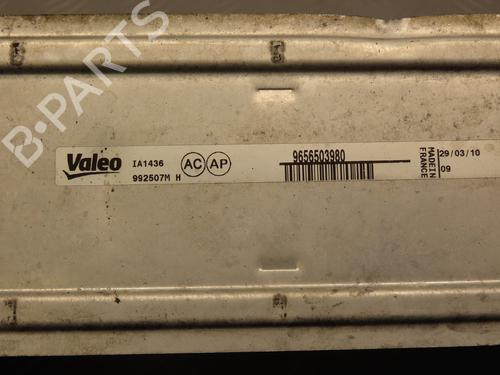 B-PARTS
Valeo
IA1436
992507M H
AC AP
9656503980
MADE IN
FRANCE
29/03/10
09